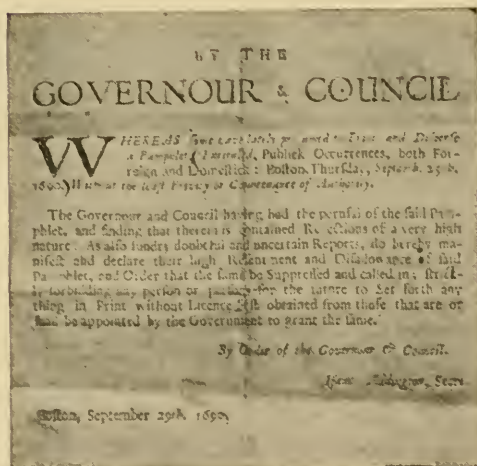 BY THE
GOVERNOUR & COUNCIL
WHEREAS some have lately presumed to Print and Disperse
a Pamphlet, Entituled, Publick Occurrences, both For-
reign and Domestick: Boston, Thursday, Septemb. 25th.
1690. Without the least Privity or Countenance of Authority.
The Governour and Council having had the perusal of the said Pam-
phlet, and finding that therein is contained Reflections of a very high
nature: As also sundry doubtful and uncertain Reports, do hereby ma-
nifest and declare their high Resentment and Disallowance of said
Pamphlet, and Order that the same be Suppressed and called in; strict-
ly forbidding any person or persons for the future to Set forth any
thing in Print without Licence first obtained from those that are or
shall be appointed by the Government to grant the same.
By Order of the Governour & Council.
Isaac Addington, Secr.
Boston, September 29th. 1690.